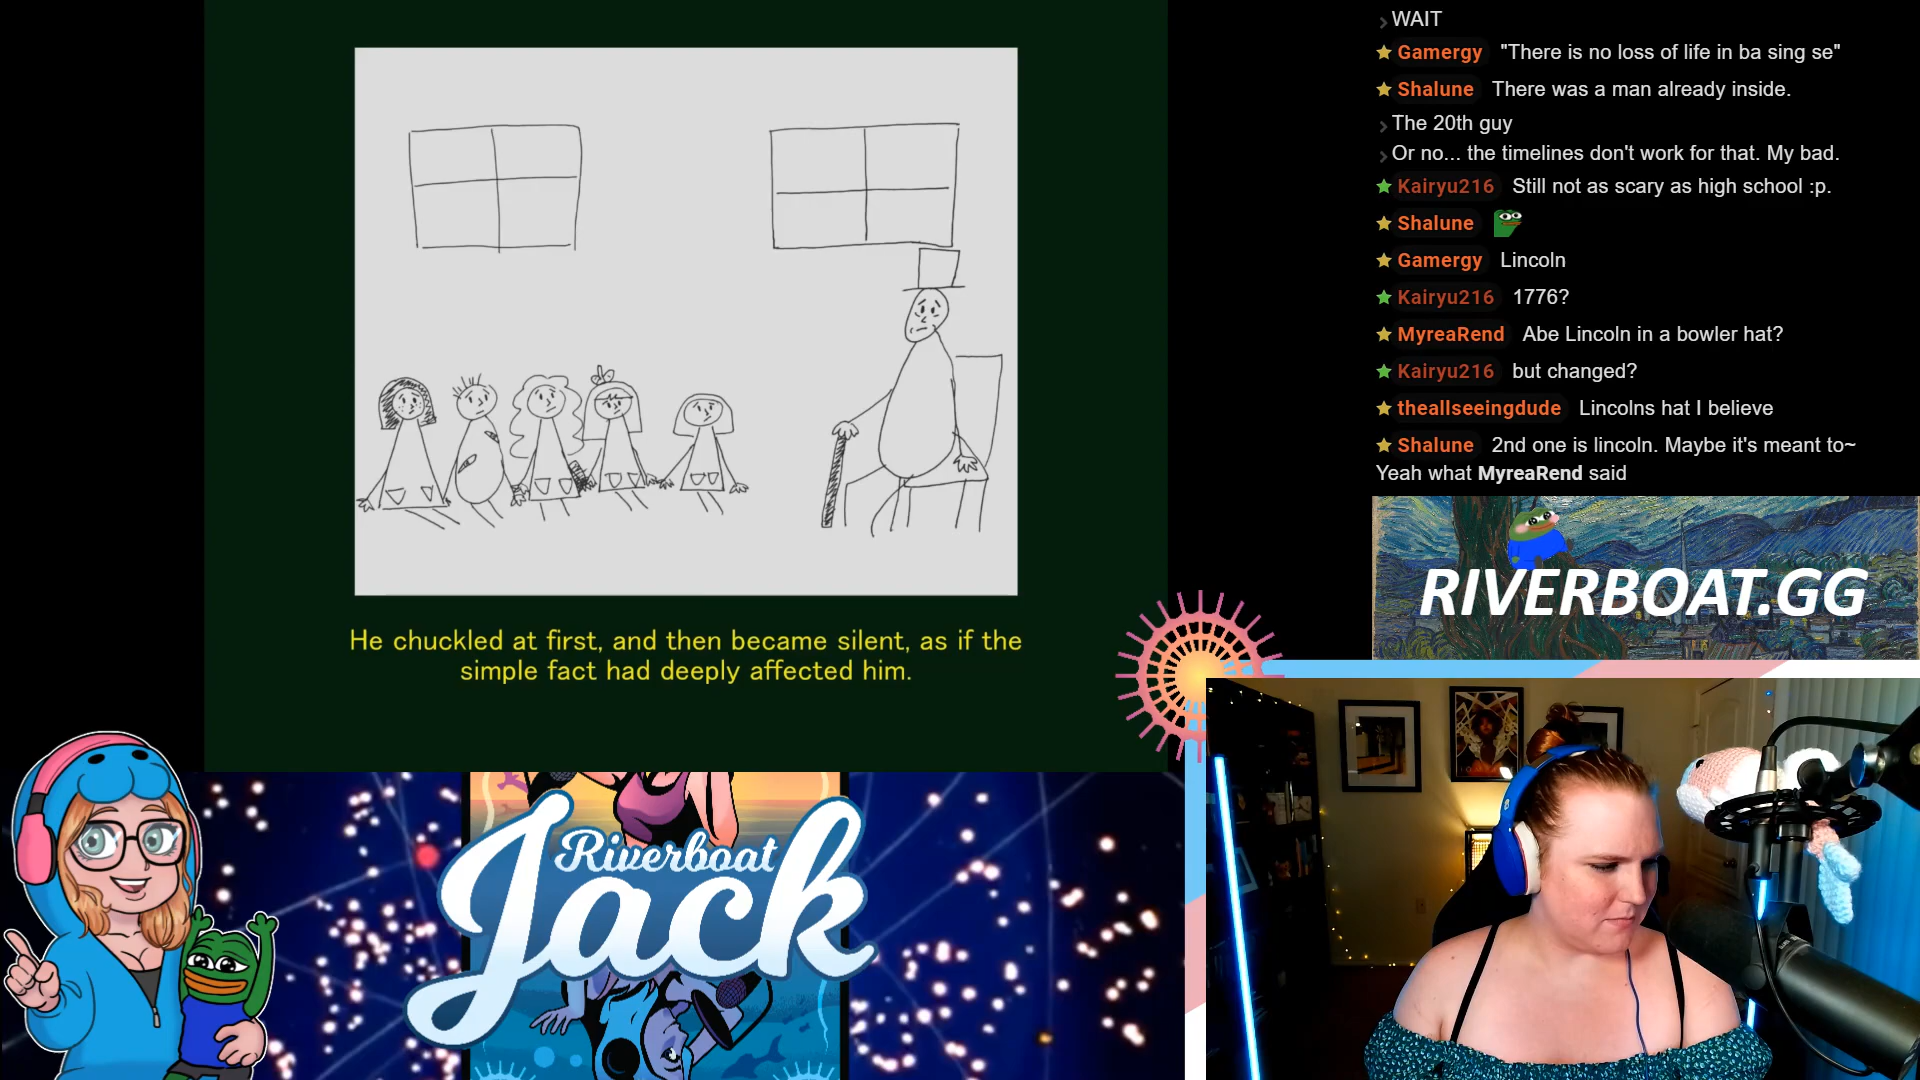 WAIT
Gamergy "There is no loss of life in ba sing se"
Shalune There was a man already inside.
The 20th guy
Or no... the timelines don't work for that. My bad.
Kairyu216 Still not as scary as high school :p.
Shalune
Gamergy Lincoln
Kairyu216 1776?
MyreaRend Abe Lincoln in a bowler hat?
Kairyu216 but changed?
theallseeingdude Lincolns hat I believe
Shalune 2nd one is lincoln. Maybe it's meant to~
Yeah what MyreaRend said
RIVERBOAT.GG
He chuckled at first, and then became silent, as if the
simple fact had deeply affected him.
Riverboat
Jack